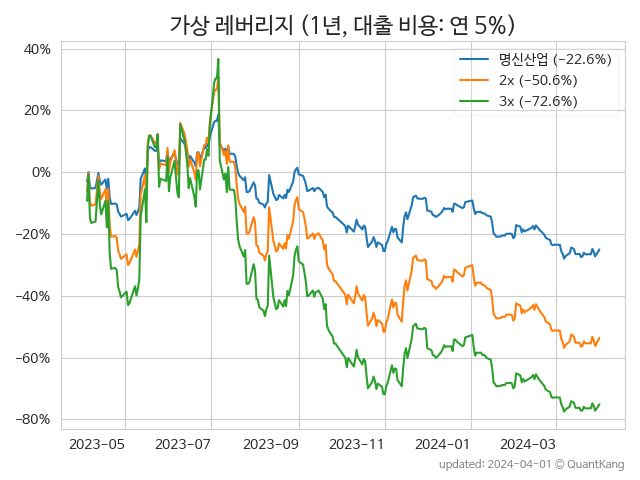 가상 레버리지 (1년, 대출 비용: 연 5%)
40%
20%
0%
−20%
−40%
−60%
−80%
명신산업 (-22.6%)
2x (-50.6%)
3x (-72.6%)
2023-05 2023-07 2023-09 2023-11 2024-01 2024-03
updated: 2024-04-01 © QuantKang